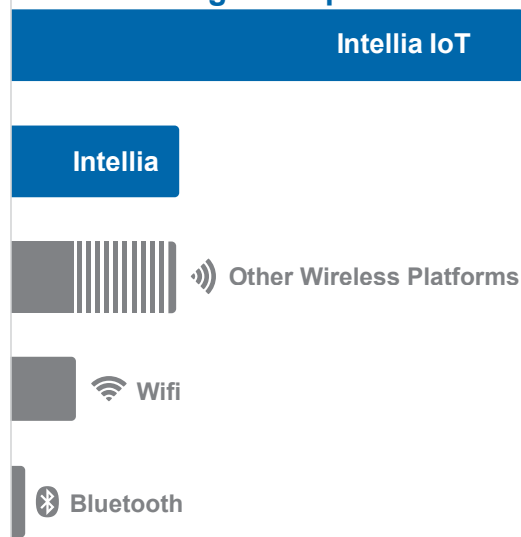 Intellia IoT
Intellia
Other Wireless Platforms
Wifi
Bluetooth